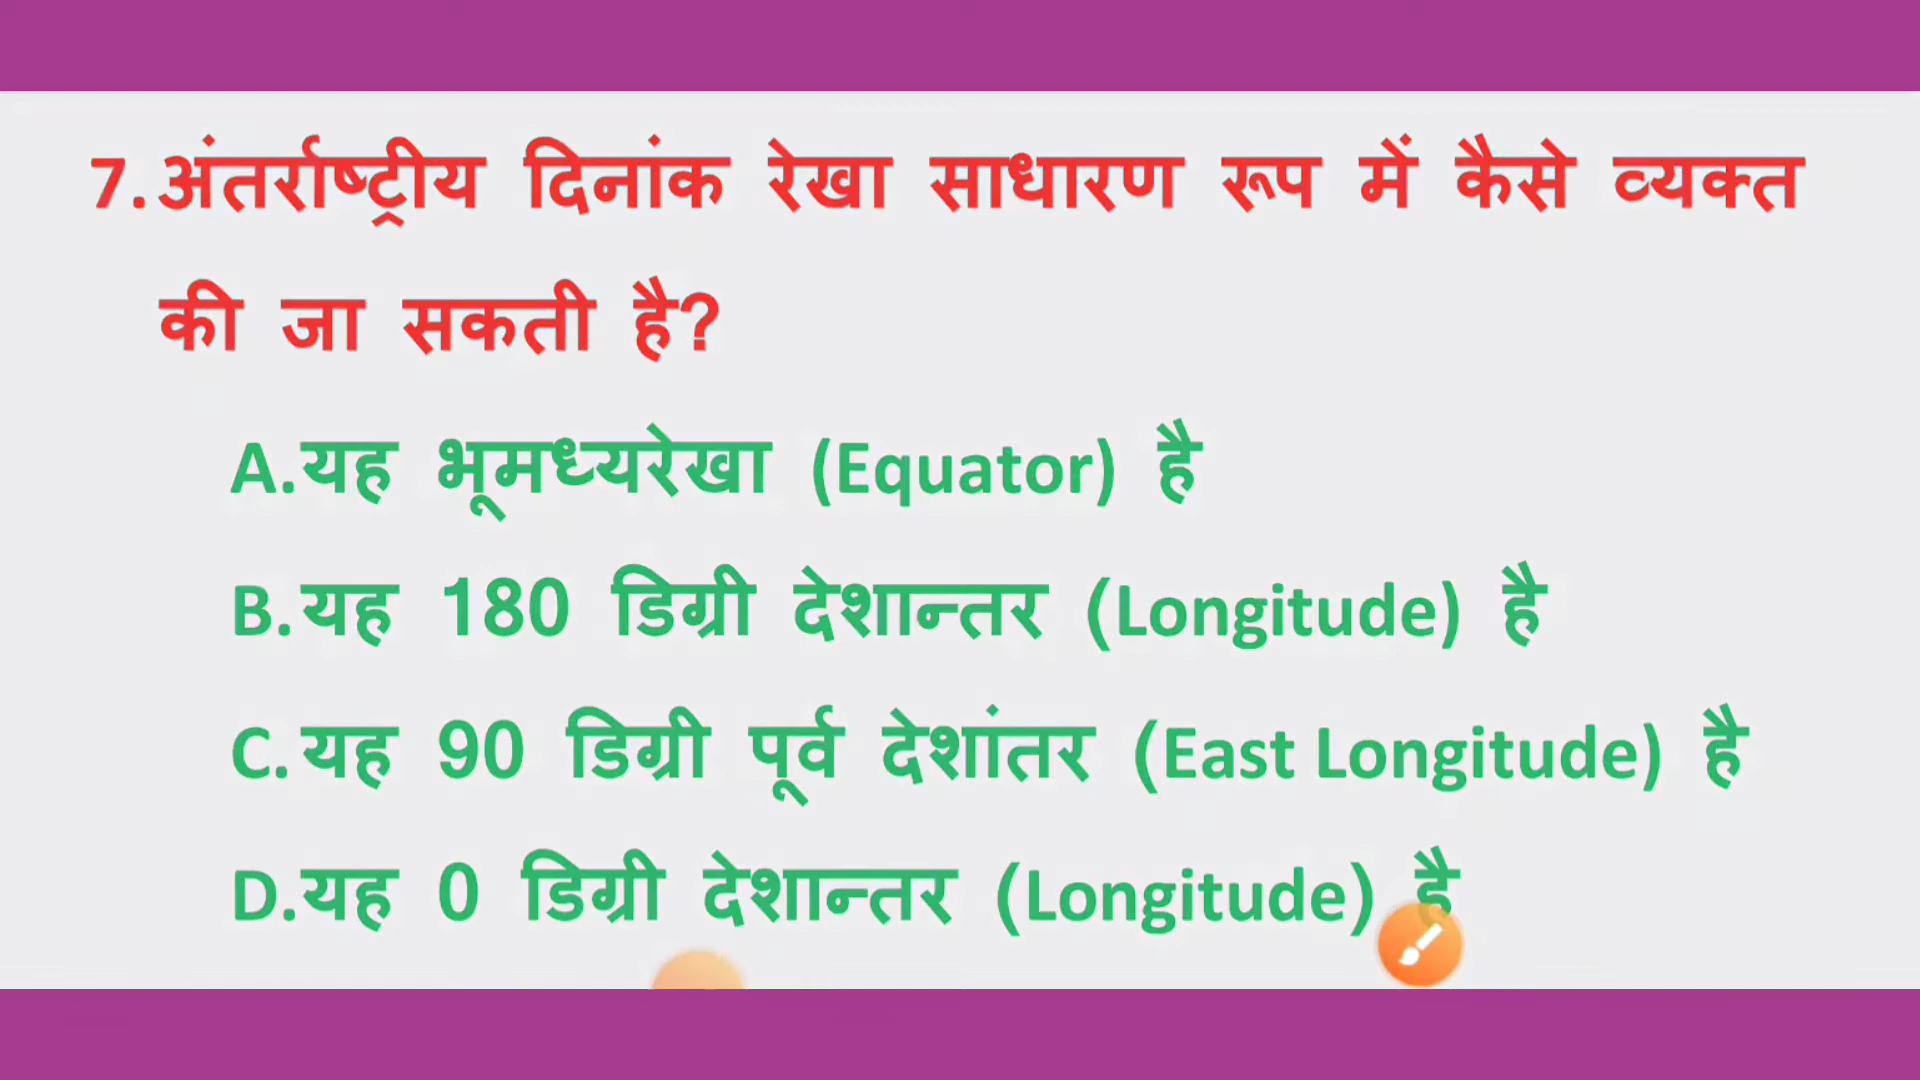 7. अंतर्राष्ट्रीय दिनांक रेखा साधारण रूप में कैसे व्यक्त
की जा सकती है?
A. यह भूमध्यरेखा (Equator) है
B. यह 180 डिग्री देशान्तर (Longitude) है
C. यह 90 डिग्री पूर्व देशांतर (East Longitude) है
D. यह 0 डिग्री देशान्तर (Longitude) है